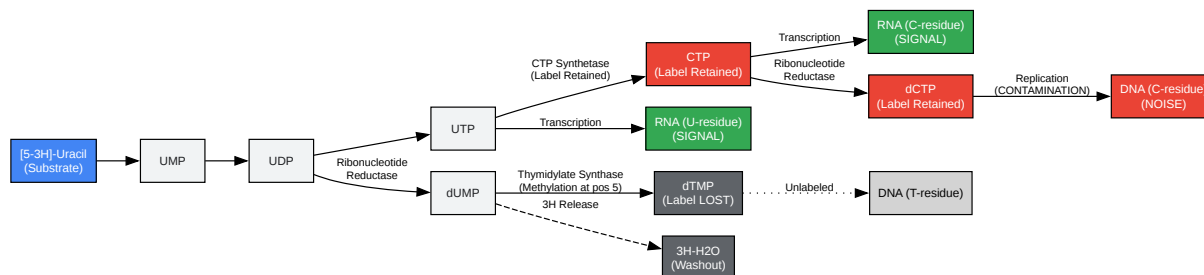 [5-3H]-Uracil
(Substrate)
UMP
UDP
Ribonucleotide
Reductase
UTP
dUMP
CTP Synthetase
(Label Retained)
Transcription
Thymidylate Synthase
(Methylation at pos 5)
3H Release
CTP
(Label Retained)
RNA (U-residue)
(SIGNAL)
dTMP
(Label LOST)
3H-H2O
(Washout)
Transcription
Ribonucleotide
Reductase
Unlabeled
RNA (C-residue)
(SIGNAL)
dCTP
(Label Retained)
DNA (T-residue)
Replication
(CONTAMINATION)
DNA (C-residue)
(NOISE)